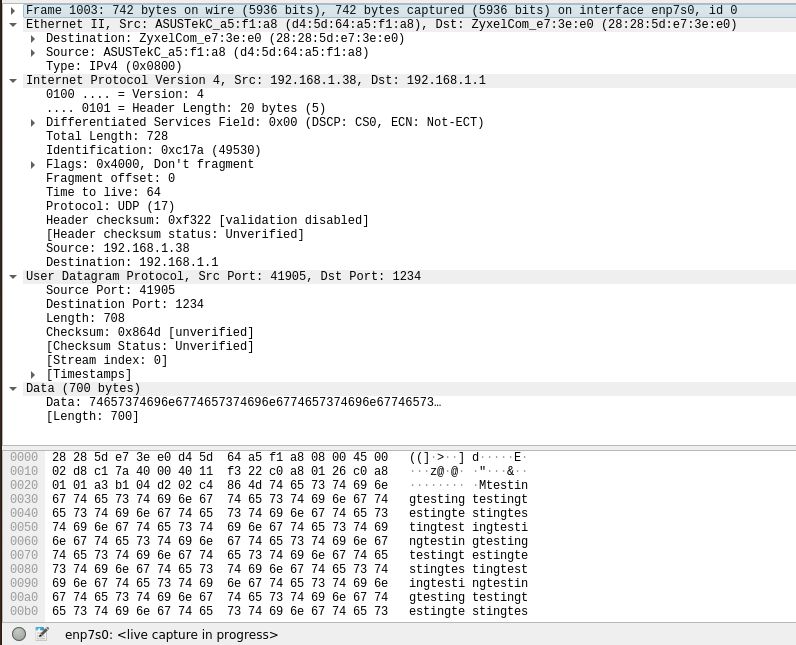 Frame 1003: 742 bytes on wire (5936 bits), 742 bytes captured (5936 bits) on interface enp7s0, id 0
Ethernet II, Src: ASUSTekC_a5:f1:a8 (d4:5d:64:a5:f1:a8), Dst: ZyxelCom_e7:3e:e0 (28:28:5d:e7:3e:e0)
Destination: ZyxelCom_e7:3e:e0 (28:28:5d:e7:3e:e0)
Source: ASUSTekC_a5:f1:a8 (d4:5d:64:a5:f1:a8)
Type: IPv4 (0x0800)
Internet Protocol Version 4, Src: 192.168.1.38, Dst: 192.168.1.1
0100 .... = Version: 4
.... 0101 = Header Length: 20 bytes (5)
Differentiated Services Field: 0x00 (DSCP: CS0, ECN: Not-ECT)
Total Length: 728
Identification: 0xc17a (49530)
Flags: 0x4000, Don't fragment
Fragment offset: 0
Time to live: 64
Protocol: UDP (17)
Header checksum: 0xf322 [validation disabled]
[Header checksum status: Unverified]
Source: 192.168.1.38
Destination: 192.168.1.1
User Datagram Protocol, Src Port: 41905, Dst Port: 1234
Source Port: 41905
Destination Port: 1234
Length: 708
Checksum: 0x864d [unverified]
[Checksum Status: Unverified]
[Stream index: 0]
[Timestamps]
Data (700 bytes)
Data: 74657374696e6774657374696e6774657374696e67746573…
[Length: 700]
0000 28 28 5d e7 3e e0 d4 5d 64 a5 f1 a8 08 00 45 00 ((]·>··] d·····E·
0010 02 d8 c1 7a 40 00 40 11 f3 22 c0 a8 01 26 c0 a8 ···z@·@· ·"···&··
0020 01 01 a3 b1 04 d2 02 c4 86 4d 74 65 73 74 69 6e ········ ·Mtestin
0030 67 74 65 73 74 69 6e 67 74 65 73 74 69 6e 67 74 gtesting testingt
0040 65 73 74 69 6e 67 74 65 73 74 69 6e 67 74 65 73 estingte stingtes
0050 74 69 6e 67 74 65 73 74 69 6e 67 74 65 73 74 69 tingtest ingtesti
0060 6e 67 74 65 73 74 69 6e 67 74 65 73 74 69 6e 67 ngtestin gtesting
0070 74 65 73 74 69 6e 67 74 65 73 74 69 6e 67 74 65 testingt estingte
0080 73 74 69 6e 67 74 65 73 74 69 6e 67 74 65 73 74 stingtes tingtest
0090 69 6e 67 74 65 73 74 69 6e 67 74 65 73 74 69 6e ingtesti ngtestin
00a0 67 74 65 73 74 69 6e 67 74 65 73 74 69 6e 67 74 gtesting testingt
00b0 65 73 74 69 6e 67 74 65 73 74 69 6e 67 74 65 73 estingte stingtes
enp7s0: <live capture in progress>